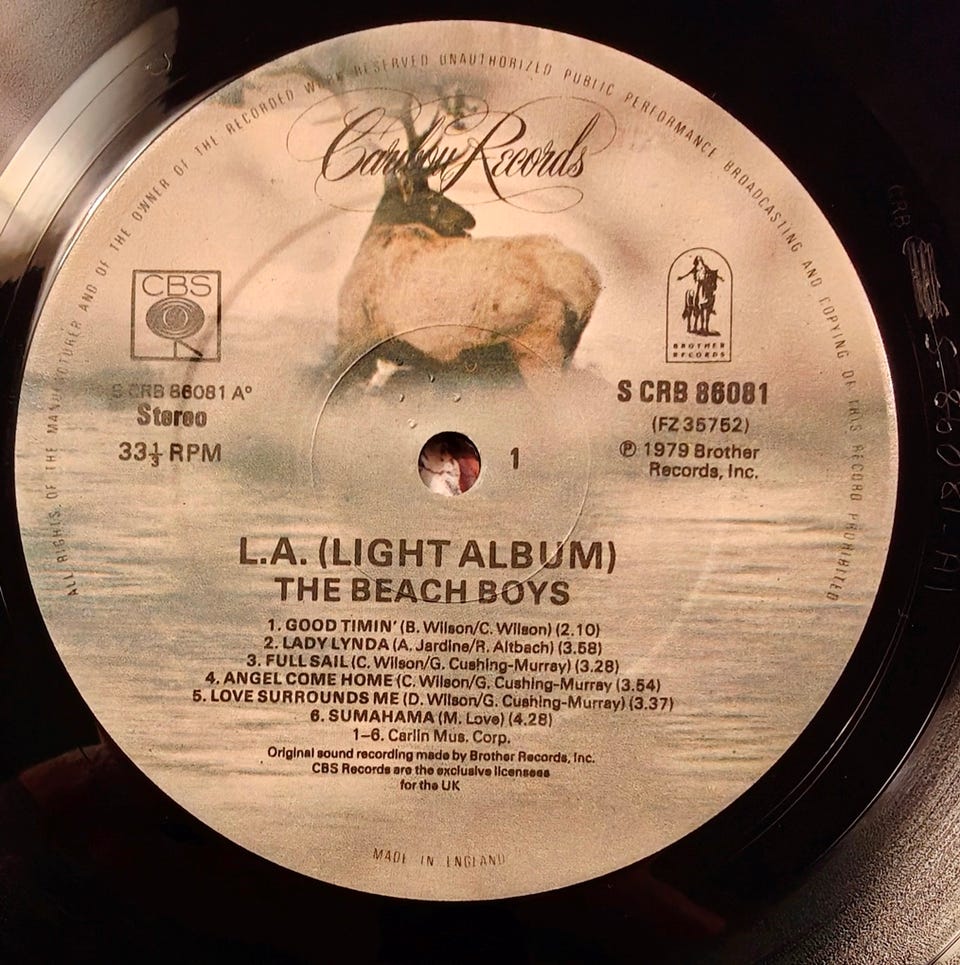 ALL RIGHTS OF THE MANUFACTURER AND OF THE OWNER OF THE RECORDED WORK RESERVED UNAUTHORIZED PUBLIC PERFORMANCE BROADCASTING AND COPYING OF THIS RECORD PROHIBITED
Caribou Records
CBS
BROTHER
RECORDS
S CRB 86081 A°
Stereo
33⅓ RPM
1
S CRB 86081
(FZ 35752)
℗ 1979 Brother
Records, Inc.
L.A. (LIGHT ALBUM)
THE BEACH BOYS
1. GOOD TIMIN' (B. Wilson/C. Wilson) (2.10)
2. LADY LYNDA (A. Jardine/R. Altbach) (3.58)
3. FULL SAIL (C. Wilson/G. Cushing-Murray) (3.28)
4. ANGEL COME HOME (C. Wilson/G. Cushing-Murray (3.54)
5. LOVE SURROUNDS ME (D. Wilson/G. Cushing-Murray) (3.37)
6. SUMAHAMA (M. Love) (4.28)
1–6. Carlin Mus. Corp.
Original sound recording made by Brother Records, Inc.
CBS Records are the exclusive licensees
for the UK
MADE IN ENGLAND